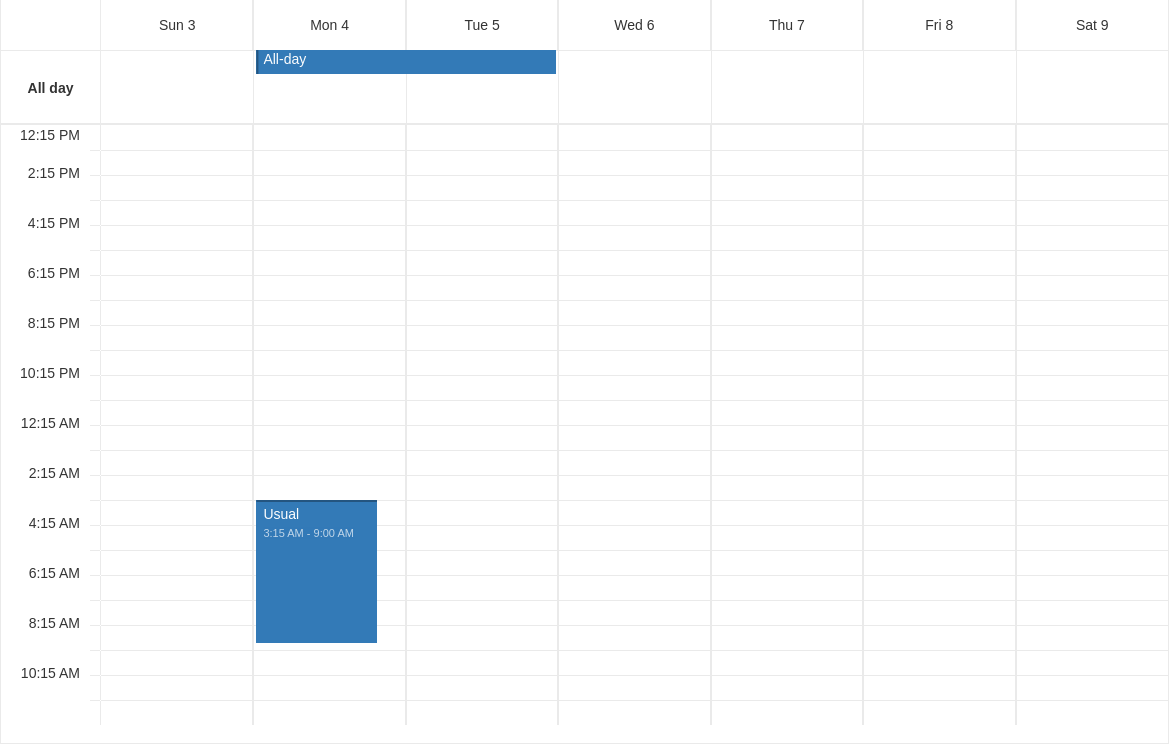 Sun 3
Mon 4
Tue 5
Wed 6
Thu 7
Fri 8
Sat 9
All day
All-day
12:15 PM
2:15 PM
4:15 PM
6:15 PM
8:15 PM
10:15 PM
12:15 AM
2:15 AM
4:15 AM
Usual
3:15 AM - 9:00 AM
6:15 AM
8:15 AM
10:15 AM